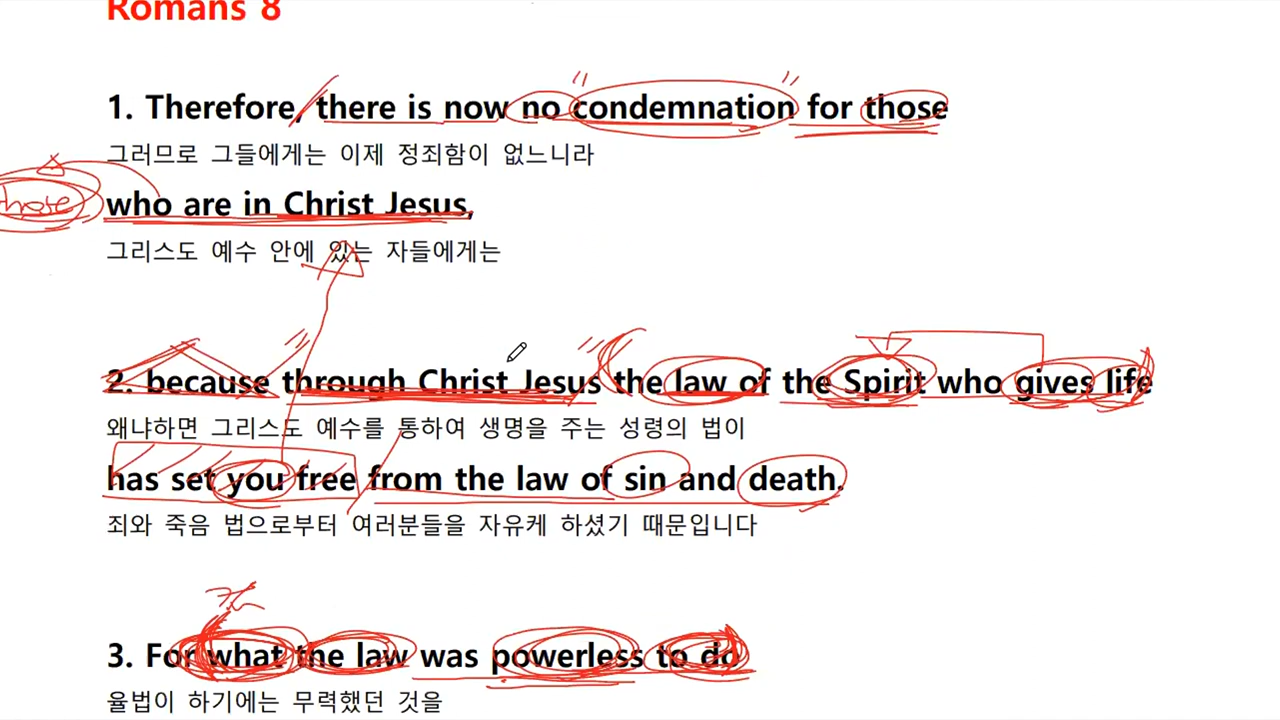 Romans 8
1. Therefore, there is now no condemnation for those
그러므로 그들에게는 이제 정죄함이 없느니라
those who are in Christ Jesus,
그리스도 예수 안에 있는 자들에게는
2. because through Christ Jesus the law of the Spirit who gives life
왜냐하면 그리스도 예수를 통하여 생명을 주는 성령의 법이
has set you free from the law of sin and death.
죄와 죽음 법으로부터 여러분들을 자유케 하셨기 때문입니다
3. For what the law was powerless to do
율법이 하기에는 무력했던 것을